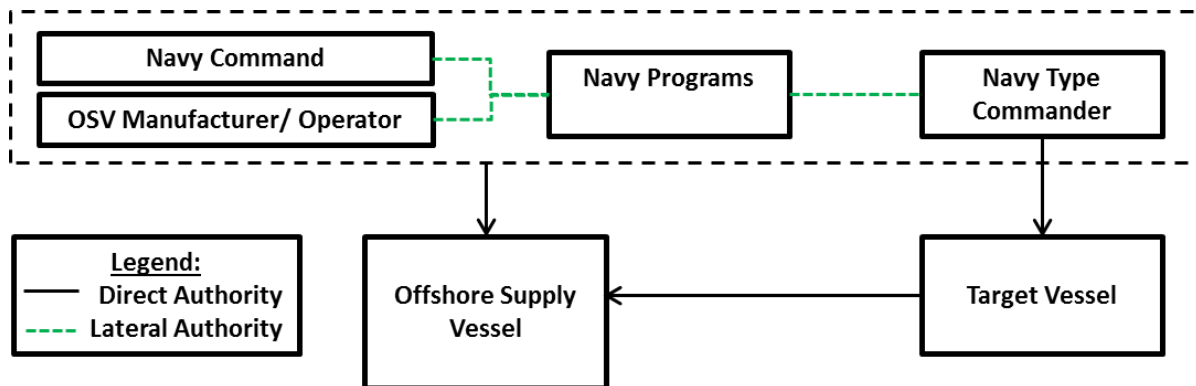 Navy Command
OSV Manufacturer/ Operator
Navy Programs
Navy Type
Commander
Legend:
Direct Authority
Lateral Authority
Offshore Supply
Vessel
Target Vessel